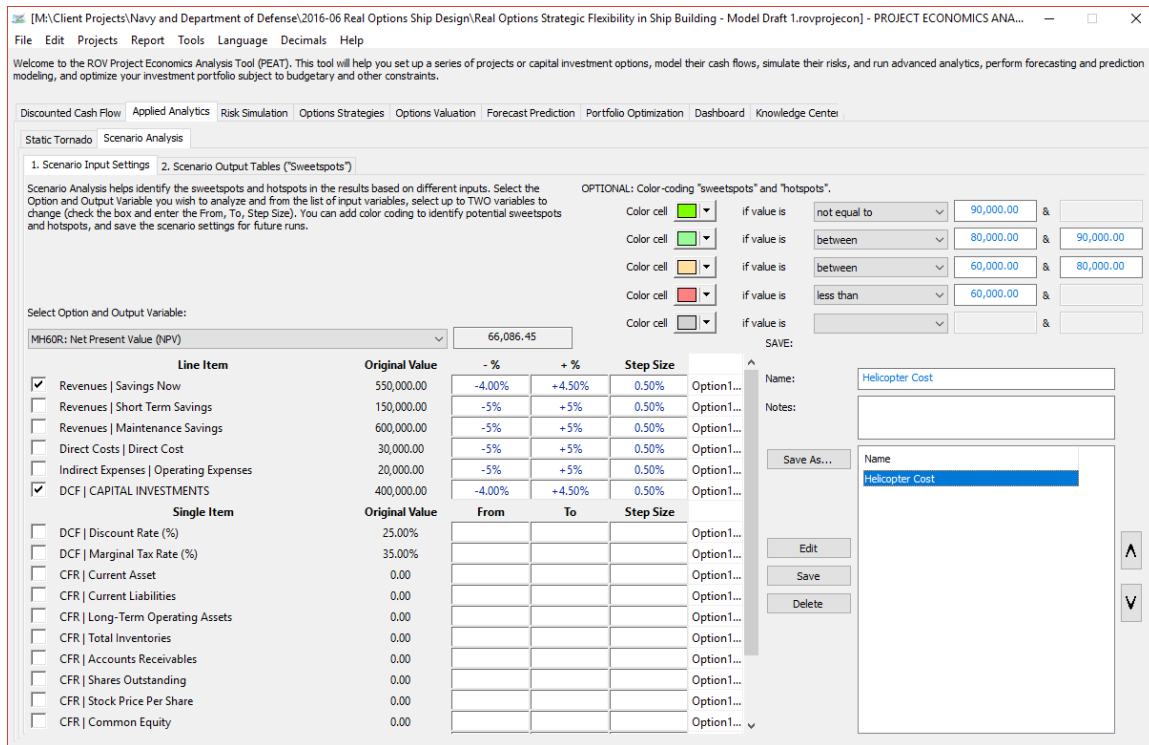 [M:\Client Projects\Navy and Department of Defense\2016-06 Real Options Ship Design\Real Options Strategic Flexibility in Ship Building - Model Draft 1.rovprojecon] - PROJECT ECONOMICS ANA...
File Edit Projects Report Tools Language Decimals Help
Welcome to the ROV Project Economics Analysis Tool (PEAT). This tool will help you set up a series of projects or capital investment options, model their cash flows, simulate their risks, and run advanced analytics, perform forecasting and prediction
modeling, and optimize your investment portfolio subject to budgetary and other constraints.
Discounted Cash Flow Applied Analytics Risk Simulation Options Strategies Options Valuation Forecast Prediction Portfolio Optimization Dashboard Knowledge Center
Static Tornado Scenario Analysis
1. Scenario Input Settings 2. Scenario Output Tables ("Sweetspots")
Scenario Analysis helps identify the sweetspots and hotspots in the results based on different inputs. Select the
Option and Output Variable you wish to analyze and from the list of input variables, select up to TWO variables to
change (check the box and enter the From, To, Step Size). You can add color coding to identify potential sweetspots
and hotspots, and save the scenario settings for future runs.
OPTIONAL: Color-coding "sweetspots" and "hotspots".
Color cell if value is not equal to 90,000.00 &
Color cell if value is between 80,000.00 & 90,000.00
Color cell if value is between 60,000.00 & 80,000.00
Color cell if value is less than 60,000.00 &
Color cell if value is &
Select Option and Output Variable:
MH60R: Net Present Value (NPV) 66,086.45
Line Item Original Value - % + % Step Size
Revenues | Savings Now 550,000.00 -4.00% +4.50% 0.50% Option1...
Revenues | Short Term Savings 150,000.00 -5% +5% 0.50% Option1...
Revenues | Maintenance Savings 600,000.00 -5% +5% 0.50% Option1...
Direct Costs | Direct Cost 30,000.00 -5% +5% 0.50% Option1...
Indirect Expenses | Operating Expenses 20,000.00 -5% +5% 0.50% Option1...
DCF | CAPITAL INVESTMENTS 400,000.00 -4.00% +4.50% 0.50% Option1...
Single Item Original Value From To Step Size
DCF | Discount Rate (%) 25.00% Option1...
DCF | Marginal Tax Rate (%) 35.00% Option1...
CFR | Current Asset 0.00 Option1...
CFR | Current Liabilities 0.00 Option1...
CFR | Long-Term Operating Assets 0.00 Option1...
CFR | Total Inventories 0.00 Option1...
CFR | Accounts Receivables 0.00 Option1...
CFR | Shares Outstanding 0.00 Option1...
CFR | Stock Price Per Share 0.00 Option1...
CFR | Common Equity 0.00 Option1...
SAVE:
Name: Helicopter Cost
Notes:
Save As...
Name
Helicopter Cost
Edit
Save
Delete